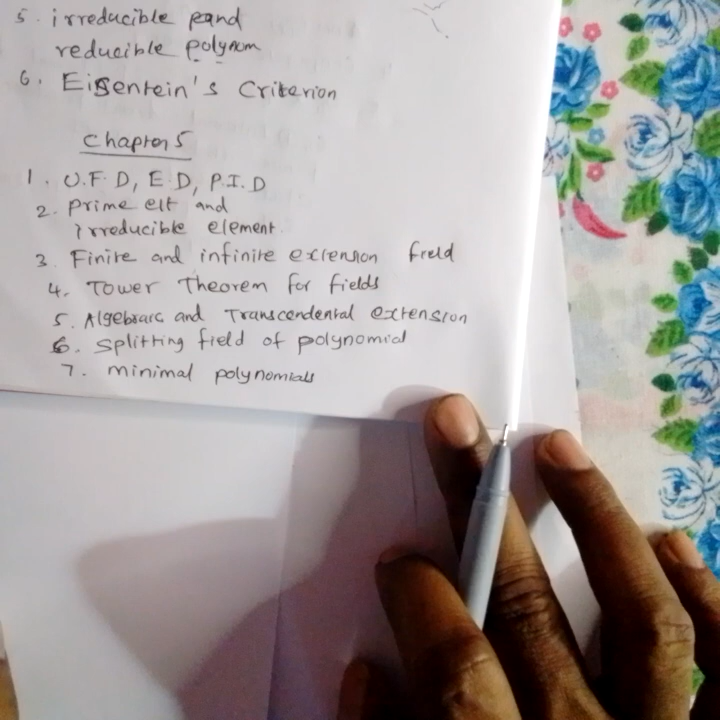 5. irreducible and
reducible polynom
6. Eisentein's Criterion
Chapter 5
1. U.F.D, E.D, P.I.D
2. prime elt and
irreducible element.
3. Finite and infinite extension field
4. Tower Theorem for fields
5. Algebraic and Transcendental extension
6. splitting field of polynomial
7. minimal polynomials